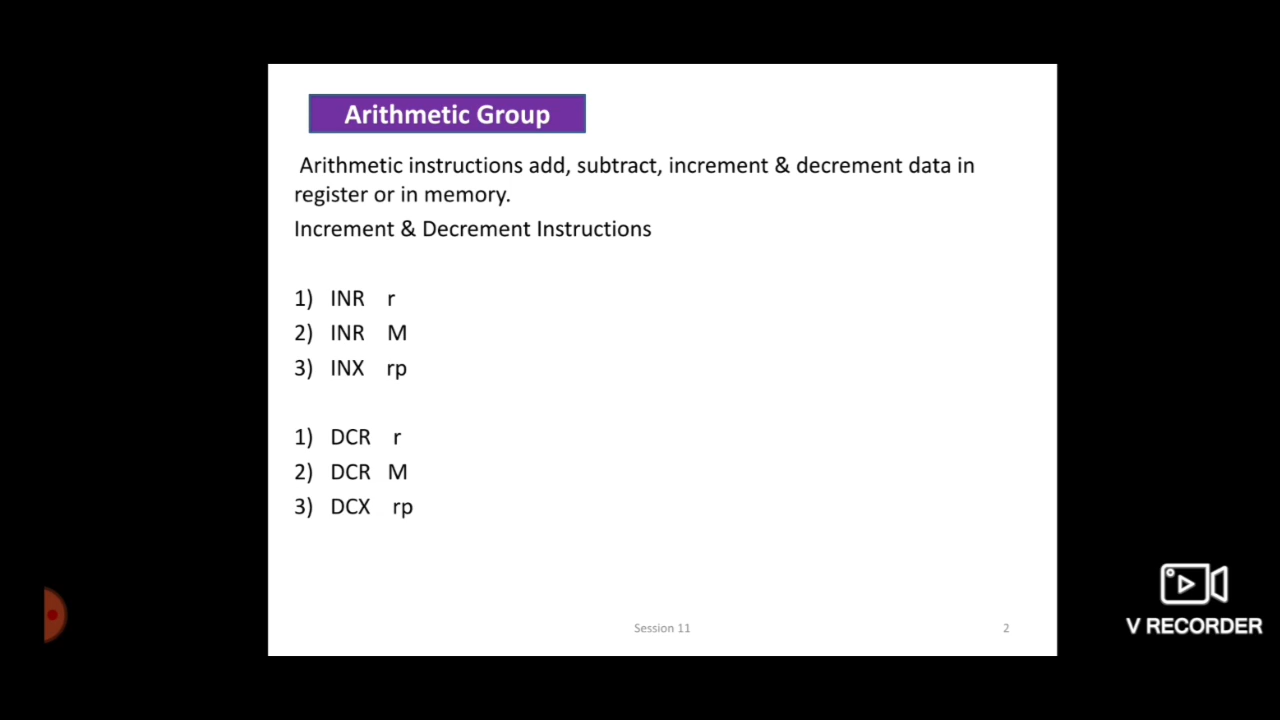 Arithmetic Group
Arithmetic instructions add, subtract, increment & decrement data in
register or in memory.
Increment & Decrement Instructions
1) INR r
2) INR M
3) INX rp
1) DCR r
2) DCR M
3) DCX rp
Session 11
2
V RECORDER